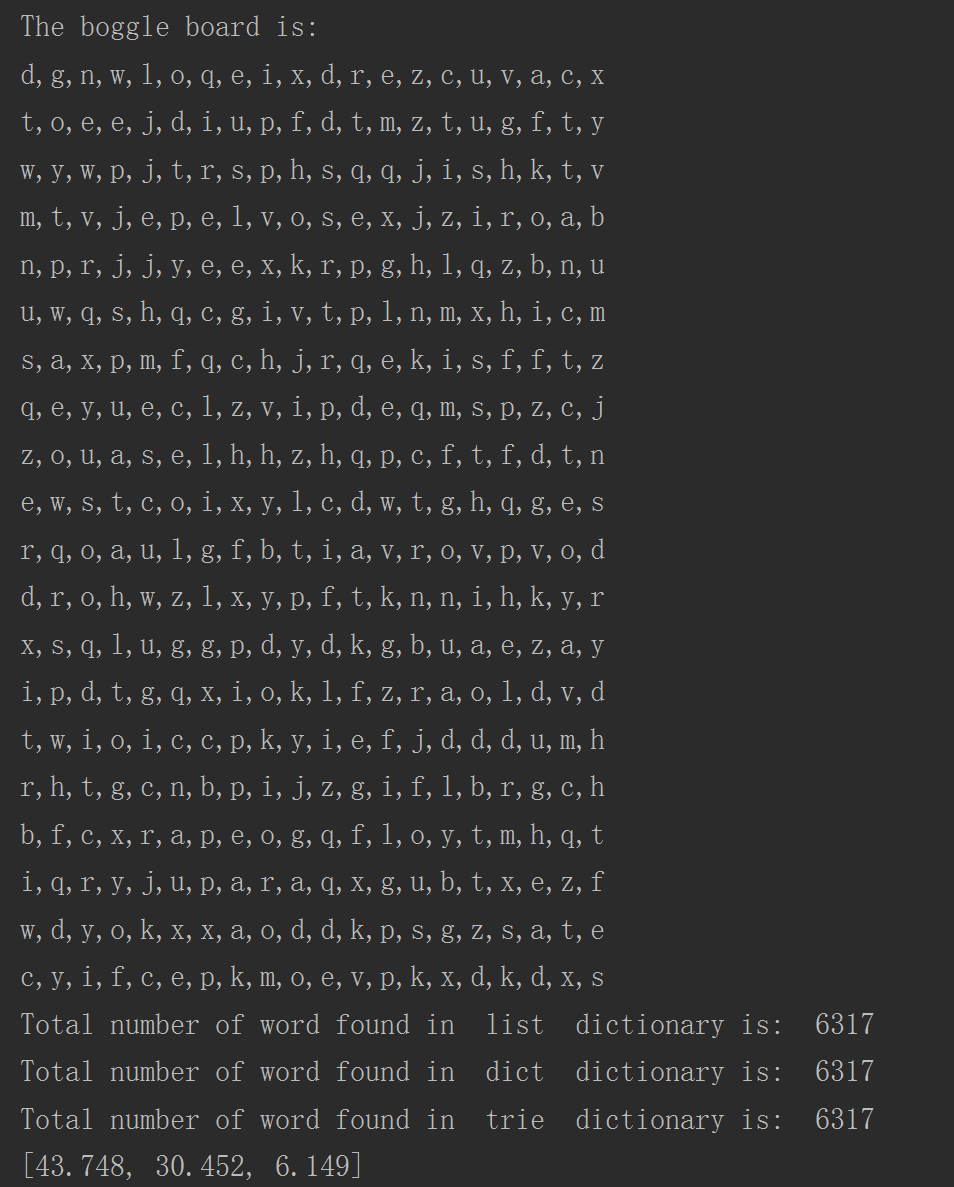 The boggle board is:
d,g,n,w,l,o,q,e,i,x,d,r,e,z,c,u,v,a,c,x
t,o,e,e,j,d,i,u,p,f,d,t,m,z,t,u,g,f,t,y
w,y,w,p,j,t,r,s,p,h,s,q,q,j,i,s,h,k,t,v
m,t,v,j,e,p,e,l,v,o,s,e,x,j,z,i,r,o,a,b
n,p,r,j,j,y,e,e,x,k,r,p,g,h,l,q,z,b,n,u
u,w,q,s,h,q,c,g,i,v,t,p,l,n,m,x,h,i,c,m
s,a,x,p,m,f,q,c,h,j,r,q,e,k,i,s,f,f,t,z
q,e,y,u,e,c,l,z,v,i,p,d,e,q,m,s,p,z,c,j
z,o,u,a,s,e,l,h,h,z,h,q,p,c,f,t,f,d,t,n
e,w,s,t,c,o,i,x,y,l,c,d,w,t,g,h,q,g,e,s
r,q,o,a,u,l,g,f,b,t,i,a,v,r,o,v,p,v,o,d
d,r,o,h,w,z,l,x,y,p,f,t,k,n,n,i,h,k,y,r
x,s,q,l,u,g,g,p,d,y,d,k,g,b,u,a,e,z,a,y
i,p,d,t,g,q,x,i,o,k,l,f,z,r,a,o,l,d,v,d
t,w,i,o,i,c,c,p,k,y,i,e,f,j,d,d,d,u,m,h
r,h,t,g,c,n,b,p,i,j,z,g,i,f,l,b,r,g,c,h
b,f,c,x,r,a,p,e,o,g,q,f,l,o,y,t,m,h,q,t
i,q,r,y,j,u,p,a,r,a,q,x,g,u,b,t,x,e,z,f
w,d,y,o,k,x,x,a,o,d,d,k,p,s,g,z,s,a,t,e
c,y,i,f,c,e,p,k,m,o,e,v,p,k,x,d,k,d,x,s
Total number of word found in  list  dictionary is:  6317
Total number of word found in  dict  dictionary is:  6317
Total number of word found in  trie  dictionary is:  6317
[43.748, 30.452, 6.149]